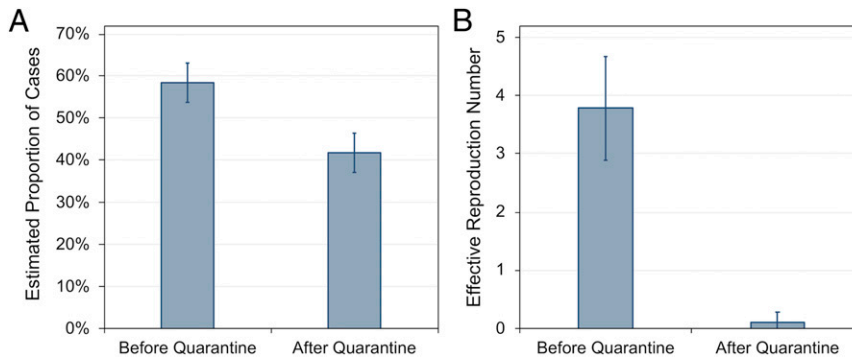 A
Estimated Proportion of Cases
70%
60%
50%
40%
30%
20%
10%
0%
Before Quarantine
After Quarantine
B
Effective Reproduction Number
5
4
3
2
1
0
Before Quarantine
After Quarantine